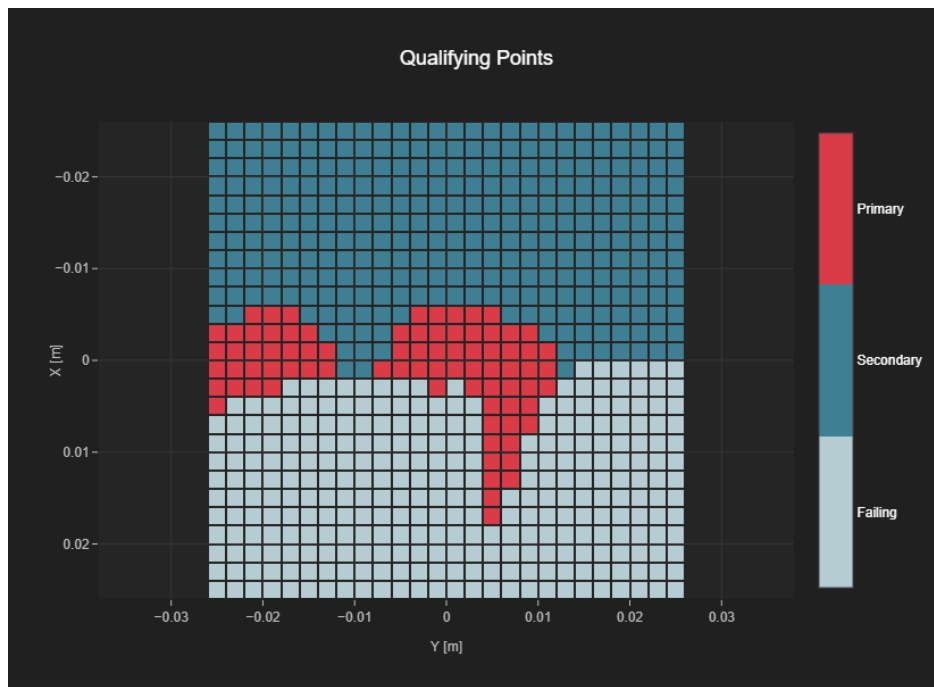 Qualifying Points
−0.02
−0.01
0
0.01
0.02
X [m]
−0.03
−0.02
−0.01
0
0.01
0.02
0.03
Y [m]
Primary
Secondary
Failing